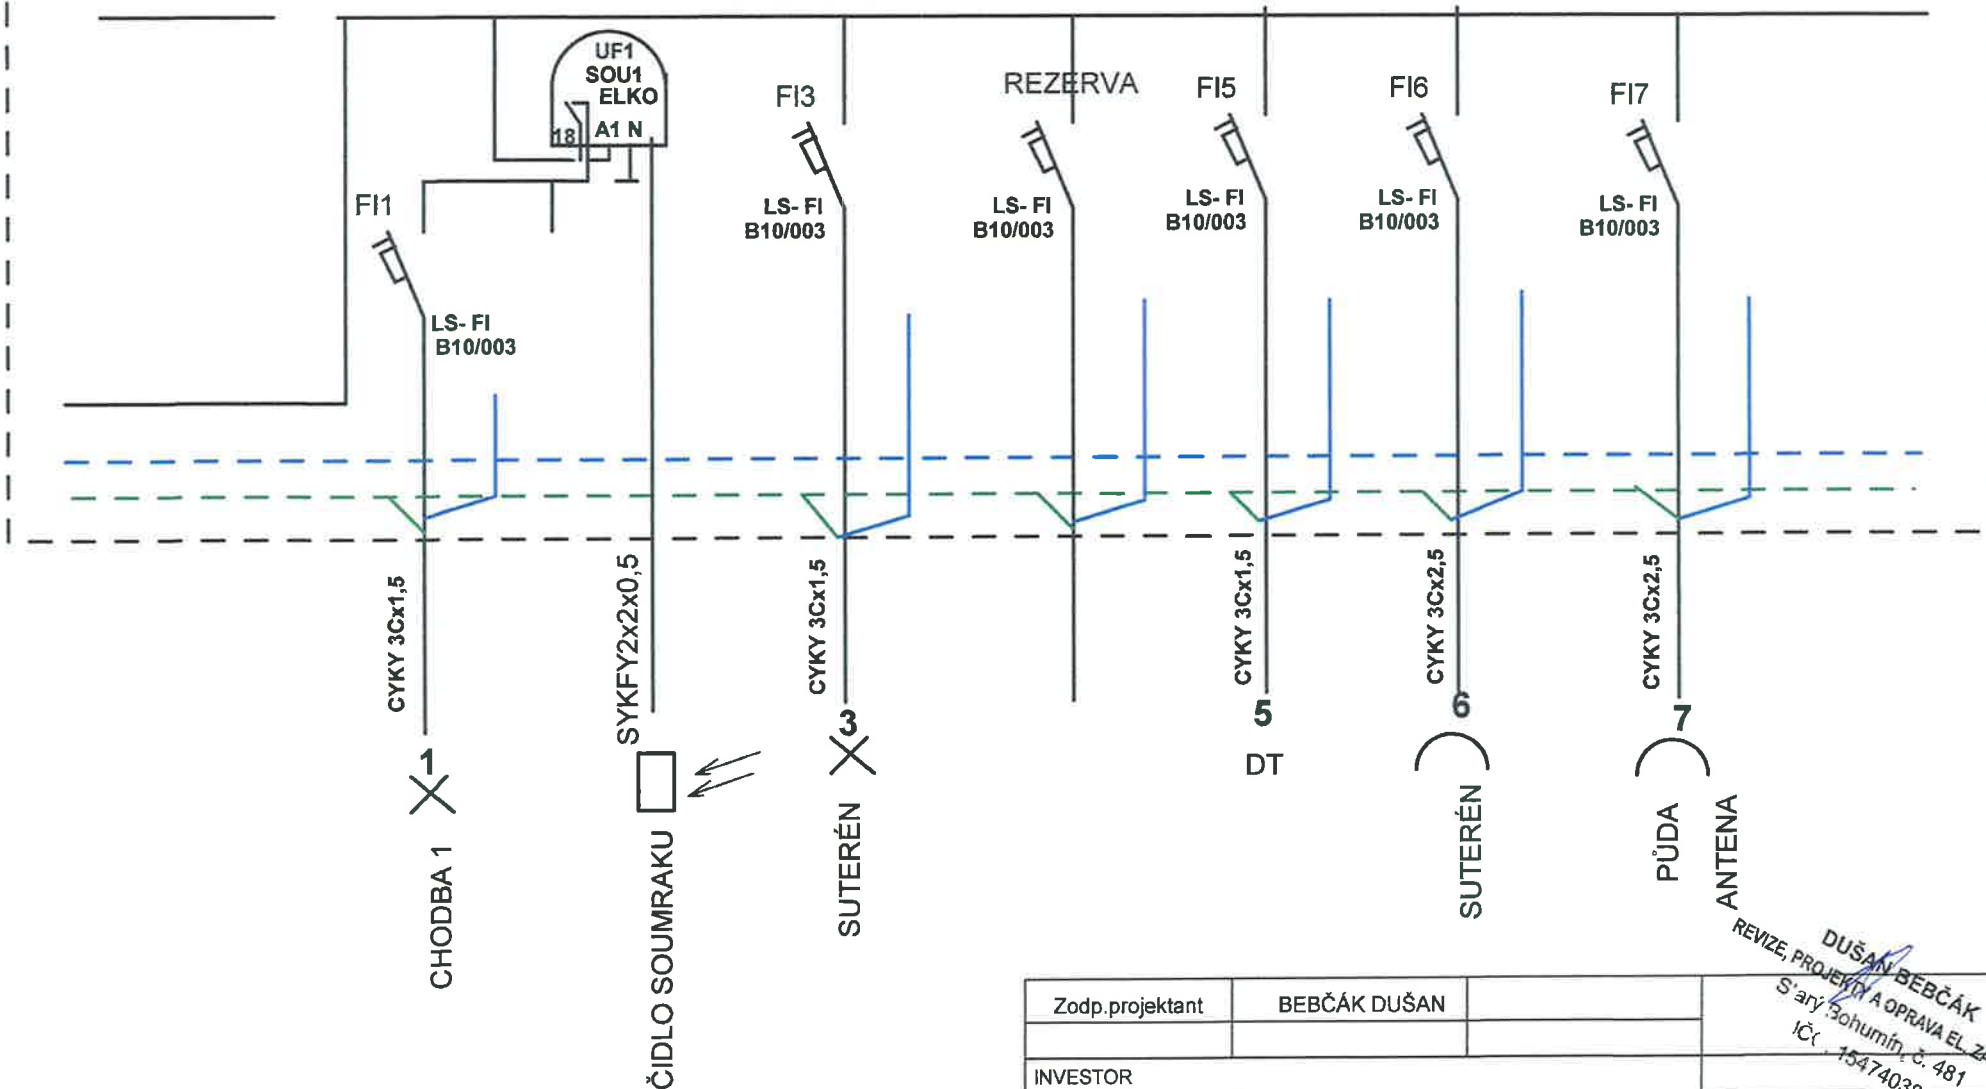 UF1
SOU1
ELKO
18 A1 N
FI1
LS- FI
B10/003
FI3
LS- FI
B10/003
REZERVA
LS- FI
B10/003
FI5
LS- FI
B10/003
FI6
LS- FI
B10/003
FI7
LS- FI
B10/003
CYKY 3Cx1,5
SYKFY2x2x0,5
CYKY 3Cx1,5
CYKY 3Cx1,5
CYKY 3Cx2,5
CYKY 3Cx2,5
1
CHODBA 1
ČIDLO SOUMRAKU
3
SUTERÉN
5
DT
6
SUTERÉN
7
PŮDA
ANTENA
Zodp.projektant
BEBČÁK DUŠAN
INVESTOR
DUŠAN BEBČÁK
REVIZE, PROJEKTY A OPRAVA EL.
Bohumín, č. 481